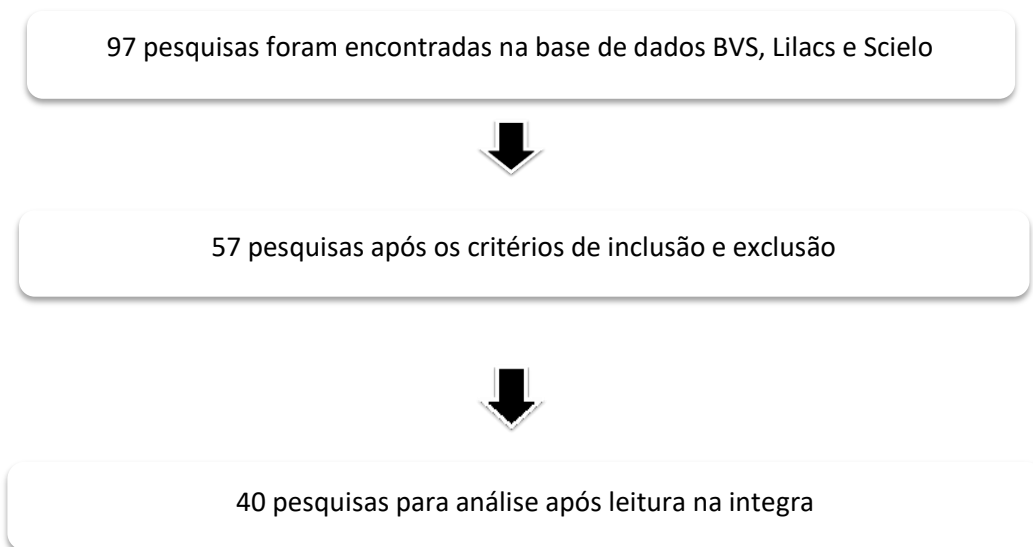 97 pesquisas foram encontradas na base de dados BVS, Lilacs e Scielo
57 pesquisas após os critérios de inclusão e exclusão
40 pesquisas para análise após leitura na integra